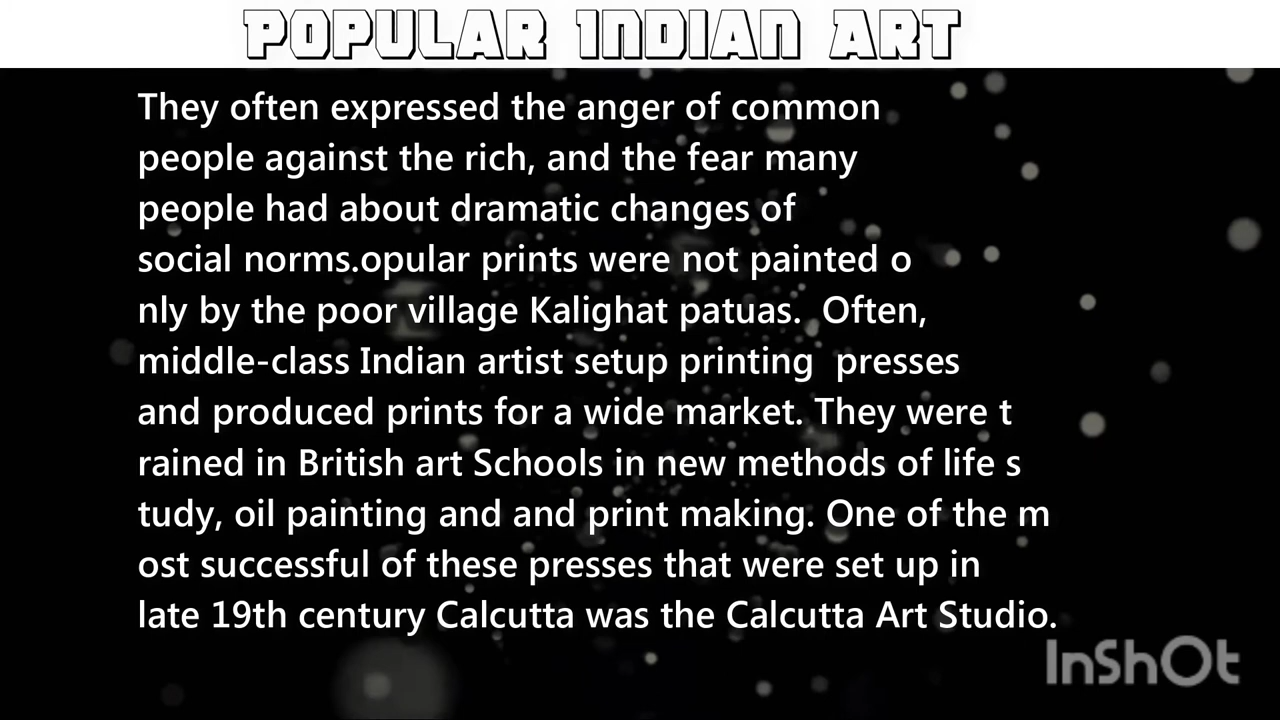 POPULAR INDIAN ART
They often expressed the anger of common
people against the rich, and the fear many
people had about dramatic changes of
social norms.opular prints were not painted o
nly by the poor village Kalighat patuas.  Often,
middle-class Indian artist setup printing  presses
and produced prints for a wide market. They were t
rained in British art Schools in new methods of life s
tudy, oil painting and and print making. One of the m
ost successful of these presses that were set up in
late 19th century Calcutta was the Calcutta Art Studio.
InShOt